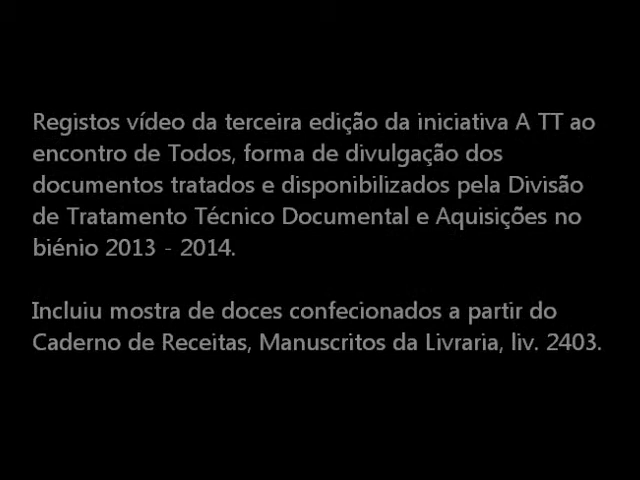 Registos vídeo da terceira edição da iniciativa A TT ao
encontro de Todos, forma de divulgação dos
documentos tratados e disponibilizados pela Divisão
de Tratamento Técnico Documental e Aquisições no
biénio 2013 - 2014.
Incluiu mostra de doces confecionados a partir do
Caderno de Receitas, Manuscritos da Livraria, liv. 2403.